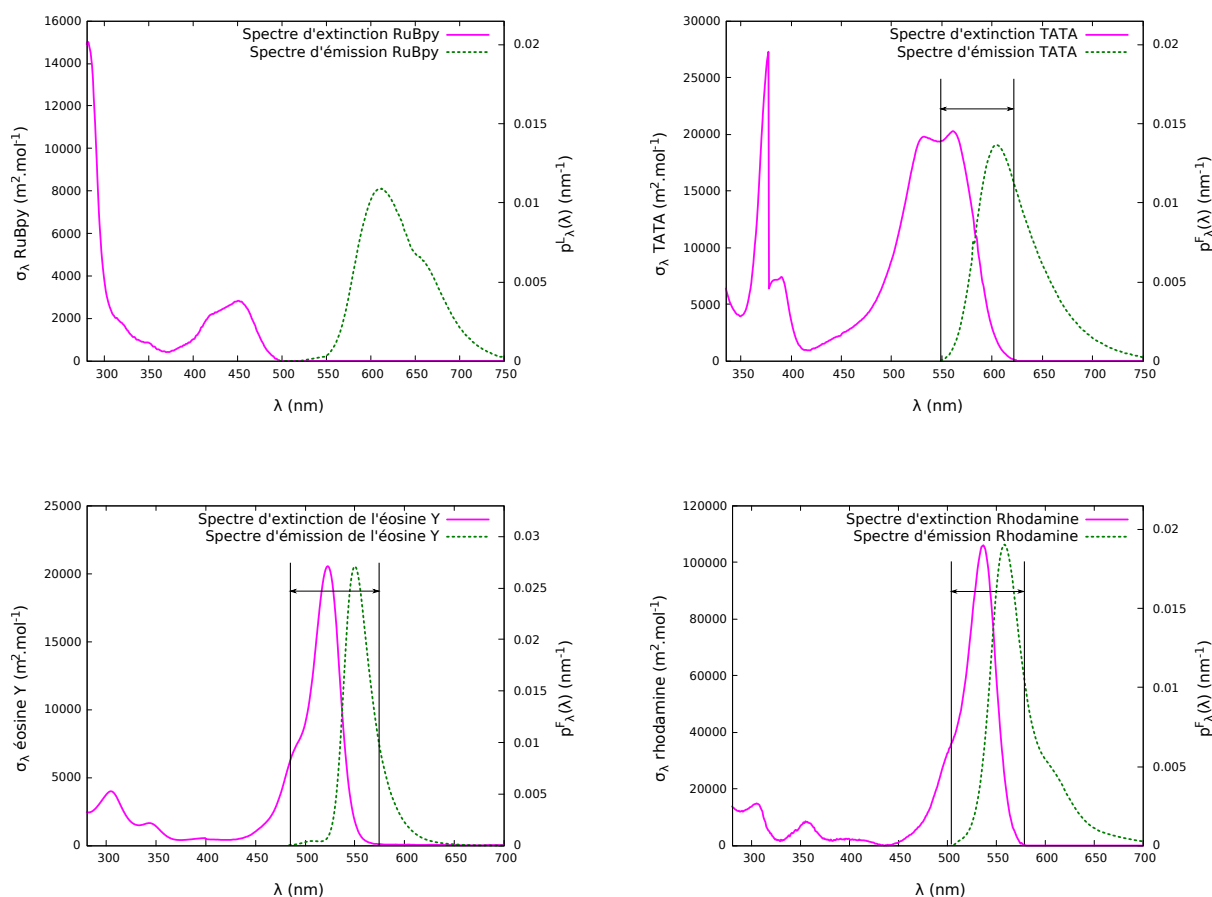 Spectre d'extinction RuBpy
Spectre d'émission RuBpy
16000
14000
12000
10000
8000
6000
4000
2000
0
0.02
0.015
0.01
0.005
0
300 350 400 450 500 550 600 650 700 750
σλ RuBpy (m².mol⁻¹)
pᴸλ(λ) (nm⁻¹)
λ (nm)
Spectre d'extinction TATA
Spectre d'émission TATA
30000
25000
20000
15000
10000
5000
0
0.02
0.015
0.01
0.005
0
350 400 450 500 550 600 650 700 750
σλ TATA (m².mol⁻¹)
pᶠλ(λ) (nm⁻¹)
λ (nm)
Spectre d'extinction de l'éosine Y
Spectre d'émission de l'éosine Y
25000
20000
15000
10000
5000
0
0.03
0.025
0.02
0.015
0.01
0.005
0
300 350 400 450 500 550 600 650 700
σλ éosine Y (m².mol⁻¹)
pᶠλ(λ) (nm⁻¹)
λ (nm)
Spectre d'extinction Rhodamine
Spectre d'émission Rhodamine
120000
100000
80000
60000
40000
20000
0
0.02
0.015
0.01
0.005
0
300 350 400 450 500 550 600 650 700
σλ rhodamine (m².mol⁻¹)
pᶠλ(λ) (nm⁻¹)
λ (nm)